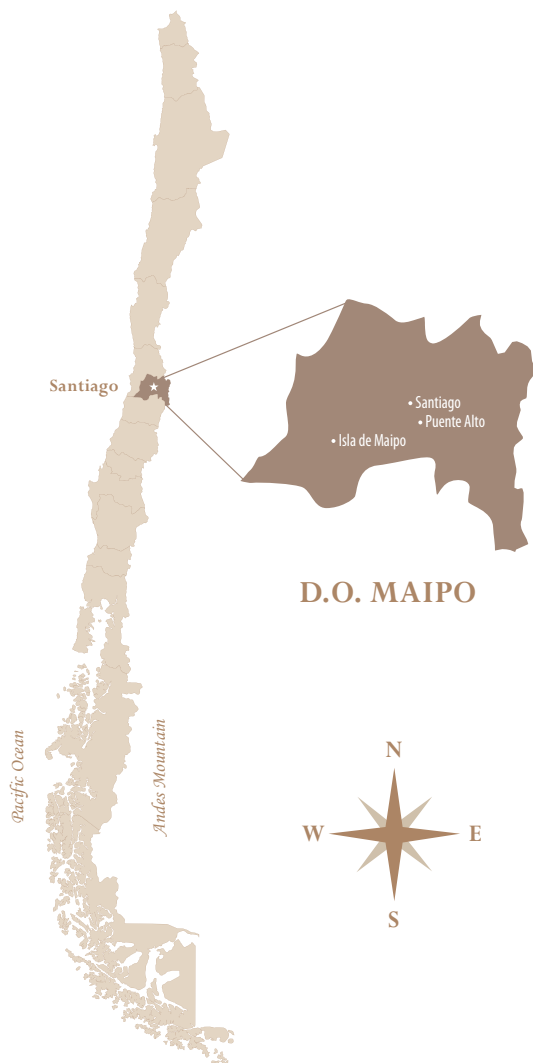 Santiago
• Santiago
• Puente Alto
• Isla de Maipo
D.O. MAIPO
Pacific Ocean
Andes Mountain
N
W
E
S